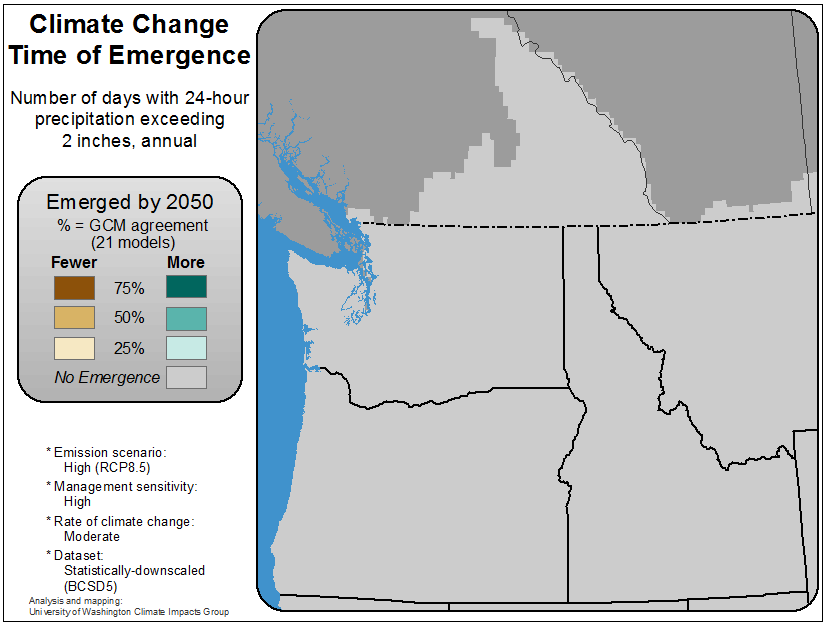 Climate Change
Time of Emergence
Number of days with 24-hour
precipitation exceeding
2 inches, annual
Emerged by 2050
% = GCM agreement
(21 models)
Fewer More
75%
50%
25%
No Emergence
* Emission scenario:
High (RCP8.5)
* Management sensitivity:
High
* Rate of climate change:
Moderate
* Dataset:
Statistically-downscaled
(BCSD5)
Analysis and mapping:
University of Washington Climate Impacts Group